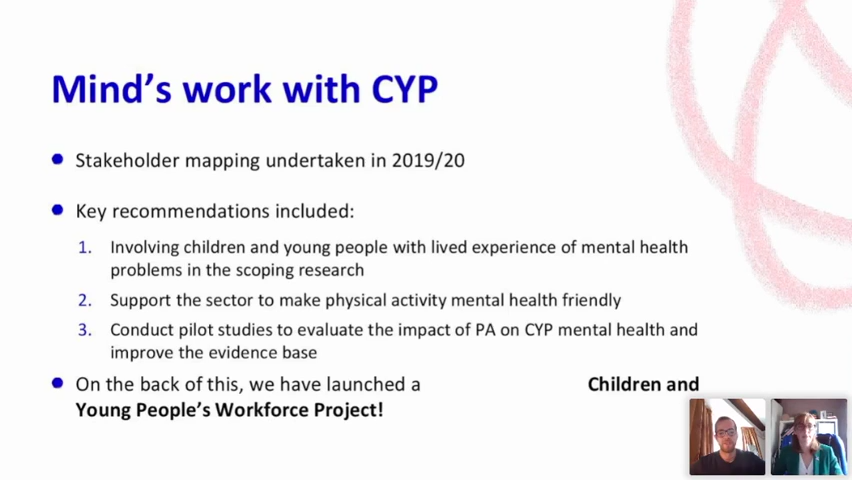 Mind's work with CYP
Stakeholder mapping undertaken in 2019/20
Key recommendations included:
1. Involving children and young people with lived experience of mental health
problems in the scoping research
2. Support the sector to make physical activity mental health friendly
3. Conduct pilot studies to evaluate the impact of PA on CYP mental health and
improve the evidence base
On the back of this, we have launched a Children and
Young People's Workforce Project!